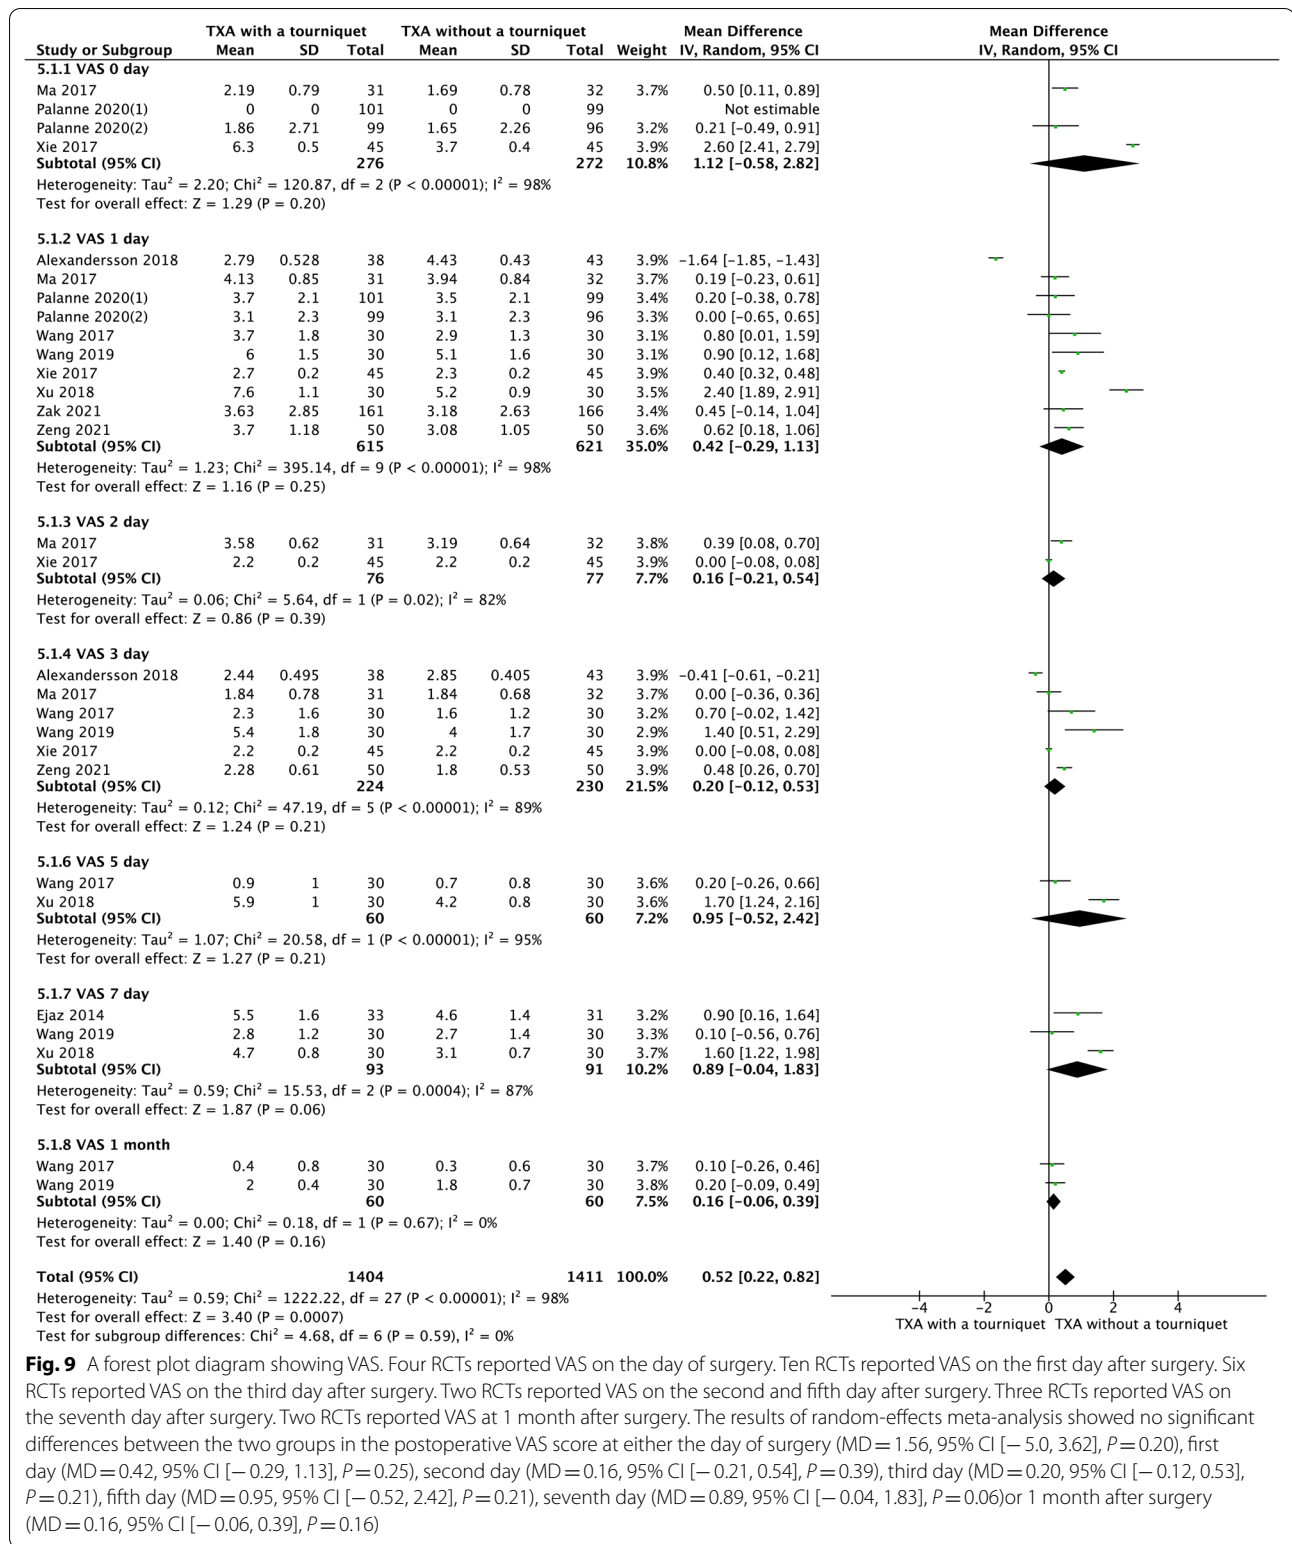 TXA with a tourniquet TXA without a tourniquet Mean Difference Mean Difference
Study or Subgroup Mean SD Total Mean SD Total Weight IV, Random, 95% CI IV, Random, 95% CI
5.1.1 VAS 0 day
Ma 2017 2.19 0.79 31 1.69 0.78 32 3.7% 0.50 [0.11, 0.89]
Palanne 2020(1) 0 0 101 0 0 99 Not estimable
Palanne 2020(2) 1.86 2.71 99 1.65 2.26 96 3.2% 0.21 [−0.49, 0.91]
Xie 2017 6.3 0.5 45 3.7 0.4 45 3.9% 2.60 [2.41, 2.79]
Subtotal (95% CI) 276 272 10.8% 1.12 [−0.58, 2.82]
Heterogeneity: Tau² = 2.20; Chi² = 120.87, df = 2 (P < 0.00001); I² = 98%
Test for overall effect: Z = 1.29 (P = 0.20)
5.1.2 VAS 1 day
Alexandersson 2018 2.79 0.528 38 4.43 0.43 43 3.9% −1.64 [−1.85, −1.43]
Ma 2017 4.13 0.85 31 3.94 0.84 32 3.7% 0.19 [−0.23, 0.61]
Palanne 2020(1) 3.7 2.1 101 3.5 2.1 99 3.4% 0.20 [−0.38, 0.78]
Palanne 2020(2) 3.1 2.3 99 3.1 2.3 96 3.3% 0.00 [−0.65, 0.65]
Wang 2017 3.7 1.8 30 2.9 1.3 30 3.1% 0.80 [0.01, 1.59]
Wang 2019 6 1.5 30 5.1 1.6 30 3.1% 0.90 [0.12, 1.68]
Xie 2017 2.7 0.2 45 2.3 0.2 45 3.9% 0.40 [0.32, 0.48]
Xu 2018 7.6 1.1 30 5.2 0.9 30 3.5% 2.40 [1.89, 2.91]
Zak 2021 3.63 2.85 161 3.18 2.63 166 3.4% 0.45 [−0.14, 1.04]
Zeng 2021 3.7 1.18 50 3.08 1.05 50 3.6% 0.62 [0.18, 1.06]
Subtotal (95% CI) 615 621 35.0% 0.42 [−0.29, 1.13]
Heterogeneity: Tau² = 1.23; Chi² = 395.14, df = 9 (P < 0.00001); I² = 98%
Test for overall effect: Z = 1.16 (P = 0.25)
5.1.3 VAS 2 day
Ma 2017 3.58 0.62 31 3.19 0.64 32 3.8% 0.39 [0.08, 0.70]
Xie 2017 2.2 0.2 45 2.2 0.2 45 3.9% 0.00 [−0.08, 0.08]
Subtotal (95% CI) 76 77 7.7% 0.16 [−0.21, 0.54]
Heterogeneity: Tau² = 0.06; Chi² = 5.64, df = 1 (P = 0.02); I² = 82%
Test for overall effect: Z = 0.86 (P = 0.39)
5.1.4 VAS 3 day
Alexandersson 2018 2.44 0.495 38 2.85 0.405 43 3.9% −0.41 [−0.61, −0.21]
Ma 2017 1.84 0.78 31 1.84 0.68 32 3.7% 0.00 [−0.36, 0.36]
Wang 2017 2.3 1.6 30 1.6 1.2 30 3.2% 0.70 [−0.02, 1.42]
Wang 2019 5.4 1.8 30 4 1.7 30 2.9% 1.40 [0.51, 2.29]
Xie 2017 2.2 0.2 45 2.2 0.2 45 3.9% 0.00 [−0.08, 0.08]
Zeng 2021 2.28 0.61 50 1.8 0.53 50 3.9% 0.48 [0.26, 0.70]
Subtotal (95% CI) 224 230 21.5% 0.20 [−0.12, 0.53]
Heterogeneity: Tau² = 0.12; Chi² = 47.19, df = 5 (P < 0.00001); I² = 89%
Test for overall effect: Z = 1.24 (P = 0.21)
5.1.6 VAS 5 day
Wang 2017 0.9 1 30 0.7 0.8 30 3.6% 0.20 [−0.26, 0.66]
Xu 2018 5.9 1 30 4.2 0.8 30 3.6% 1.70 [1.24, 2.16]
Subtotal (95% CI) 60 60 7.2% 0.95 [−0.52, 2.42]
Heterogeneity: Tau² = 1.07; Chi² = 20.58, df = 1 (P < 0.00001); I² = 95%
Test for overall effect: Z = 1.27 (P = 0.21)
5.1.7 VAS 7 day
Ejaz 2014 5.5 1.6 33 4.6 1.4 31 3.2% 0.90 [0.16, 1.64]
Wang 2019 2.8 1.2 30 2.7 1.4 30 3.3% 0.10 [−0.56, 0.76]
Xu 2018 4.7 0.8 30 3.1 0.7 30 3.7% 1.60 [1.22, 1.98]
Subtotal (95% CI) 93 91 10.2% 0.89 [−0.04, 1.83]
Heterogeneity: Tau² = 0.59; Chi² = 15.53, df = 2 (P = 0.0004); I² = 87%
Test for overall effect: Z = 1.87 (P = 0.06)
5.1.8 VAS 1 month
Wang 2017 0.4 0.8 30 0.3 0.6 30 3.7% 0.10 [−0.26, 0.46]
Wang 2019 2 0.4 30 1.8 0.7 30 3.8% 0.20 [−0.09, 0.49]
Subtotal (95% CI) 60 60 7.5% 0.16 [−0.06, 0.39]
Heterogeneity: Tau² = 0.00; Chi² = 0.18, df = 1 (P = 0.67); I² = 0%
Test for overall effect: Z = 1.40 (P = 0.16)
Total (95% CI) 1404 1411 100.0% 0.52 [0.22, 0.82]
Heterogeneity: Tau² = 0.59; Chi² = 1222.22, df = 27 (P < 0.00001); I² = 98%
Test for overall effect: Z = 3.40 (P = 0.0007)
Test for subgroup differences: Chi² = 4.68, df = 6 (P = 0.59), I² = 0%
−4 −2 0 2 4
TXA with a tourniquet TXA without a tourniquet
Fig. 9 A forest plot diagram showing VAS. Four RCTs reported VAS on the day of surgery. Ten RCTs reported VAS on the first day after surgery. Six
RCTs reported VAS on the third day after surgery. Two RCTs reported VAS on the second and fifth day after surgery. Three RCTs reported VAS on
the seventh day after surgery. Two RCTs reported VAS at 1 month after surgery. The results of random-effects meta-analysis showed no significant
differences between the two groups in the postoperative VAS score at either the day of surgery (MD = 1.56, 95% CI [− 5.0, 3.62], P = 0.20), first
day (MD = 0.42, 95% CI [− 0.29, 1.13], P = 0.25), second day (MD = 0.16, 95% CI [− 0.21, 0.54], P = 0.39), third day (MD = 0.20, 95% CI [− 0.12, 0.53],
P = 0.21), fifth day (MD = 0.95, 95% CI [− 0.52, 2.42], P = 0.21), seventh day (MD = 0.89, 95% CI [− 0.04, 1.83], P = 0.06)or 1 month after surgery
(MD = 0.16, 95% CI [− 0.06, 0.39], P = 0.16)